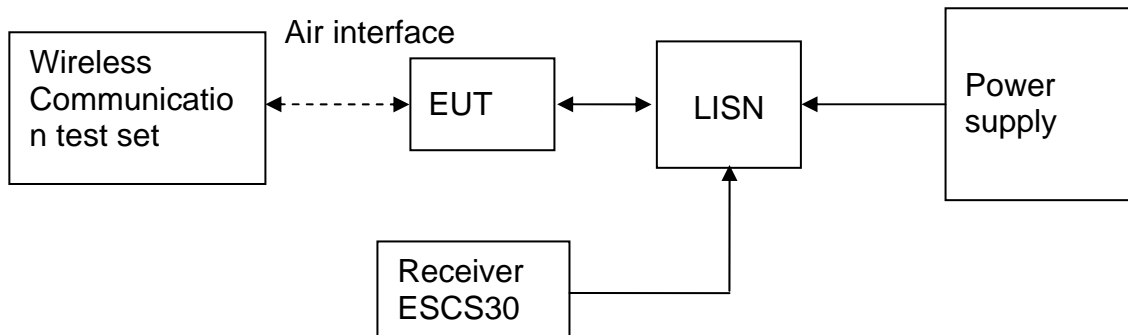 Air interface
Wireless
Communicatio
n test set
EUT
LISN
Power
supply
Receiver
ESCS30